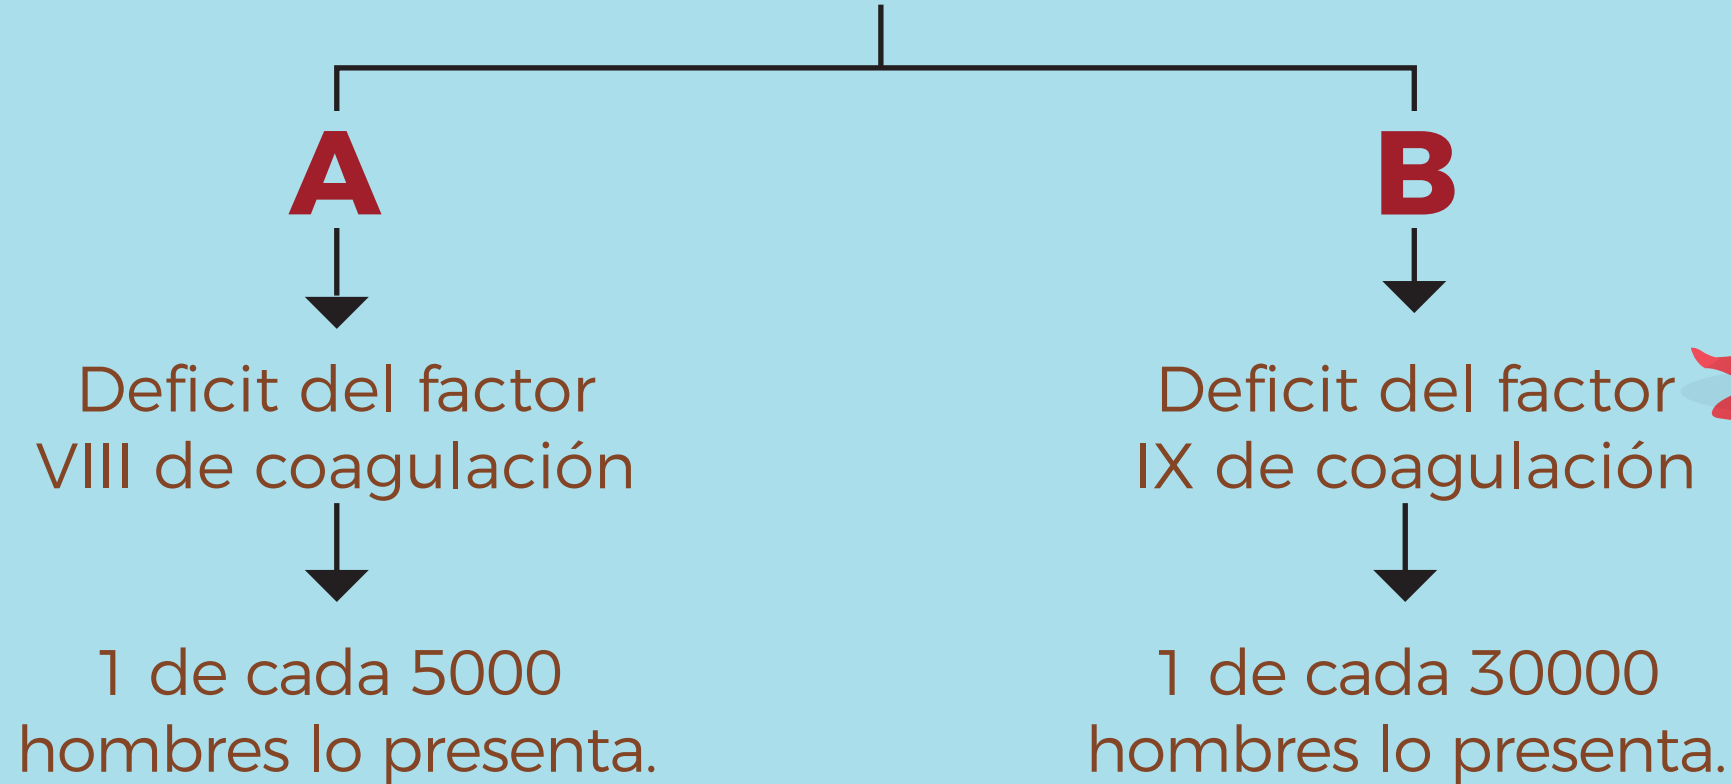 A
Deficit del factor
VIII de coagulación
1 de cada 5000
hombres lo presenta.
B
Deficit del factor
IX de coagulación
1 de cada 30000
hombres lo presenta.